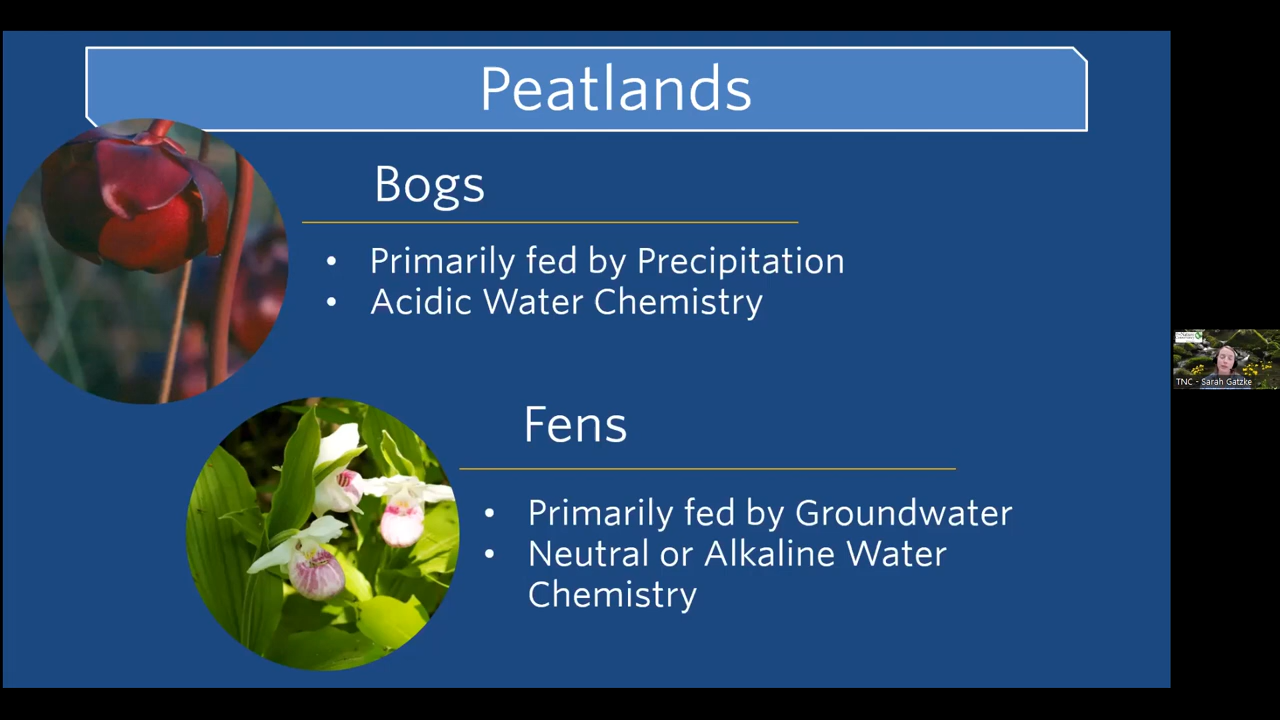 Peatlands
Bogs
• Primarily fed by Precipitation
• Acidic Water Chemistry
Fens
• Primarily fed by Groundwater
• Neutral or Alkaline Water
Chemistry
TNC - Sarah Gatzke